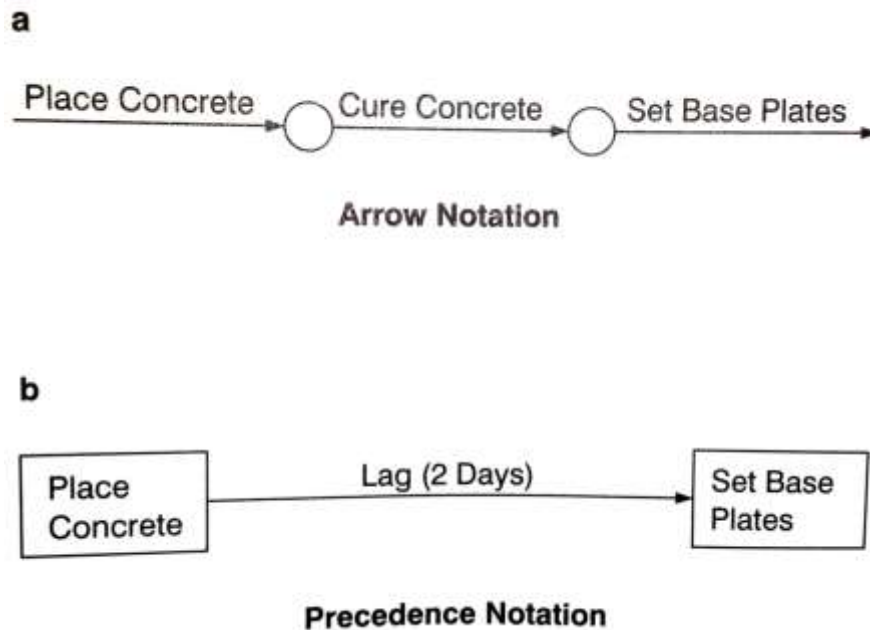 a
Place Concrete
Cure Concrete
Set Base Plates
Arrow Notation
b
Place
Concrete
Lag (2 Days)
Set Base
Plates
Precedence Notation